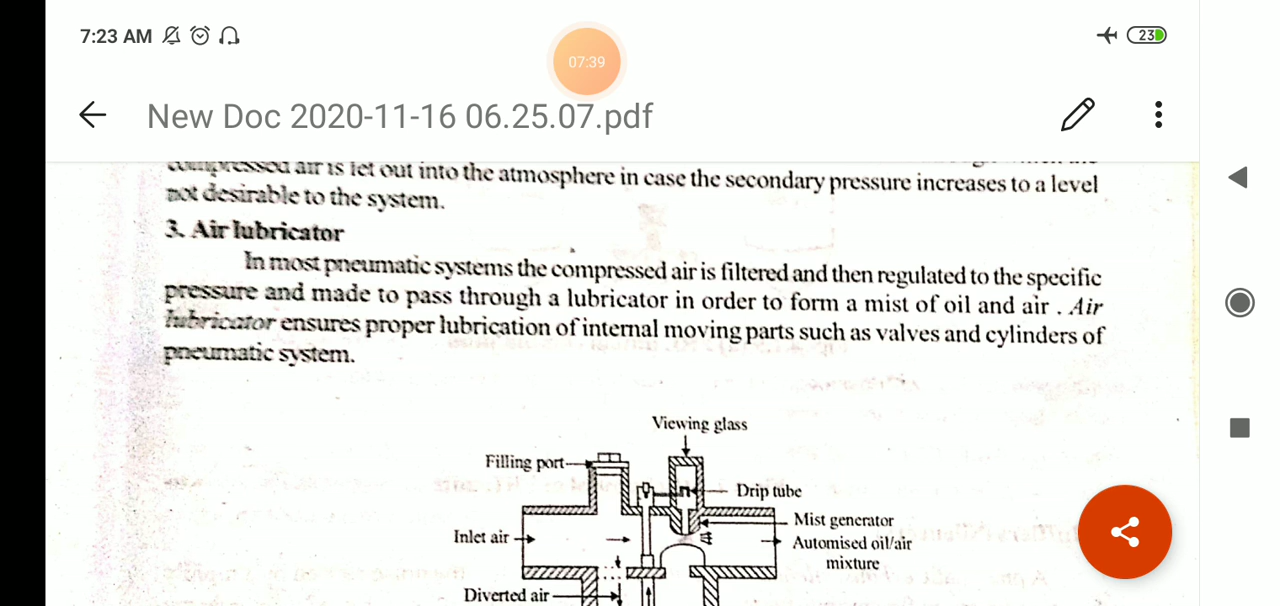 7:23 AM
23
07:39
New Doc 2020-11-16 06.25.07.pdf
compressed air is let out into the atmosphere in case the secondary pressure increases to a level
not desirable to the system.
3. Air lubricator
In most pneumatic systems the compressed air is filtered and then regulated to the specific
pressure and made to pass through a lubricator in order to form a mist of oil and air . Air
lubricator ensures proper lubrication of internal moving parts such as valves and cylinders of
pneumatic system.
Viewing glass
Filling port
Drip tube
Mist generator
Inlet air
Automised oil/air
mixture
Diverted air